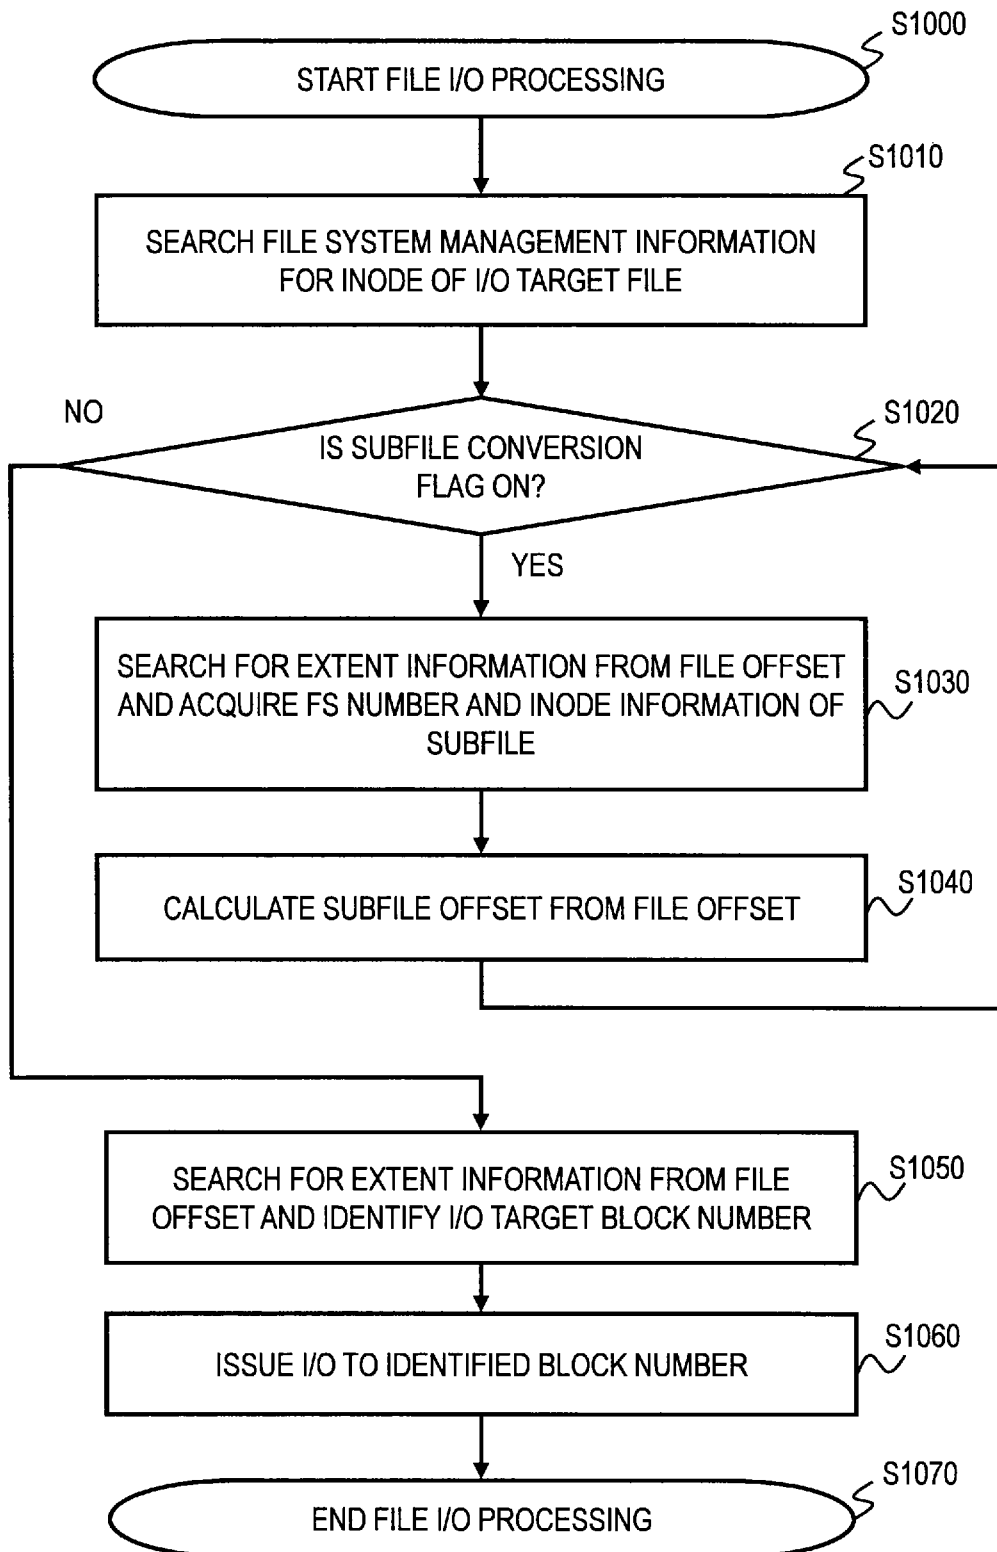 S1000
START FILE I/O PROCESSING
S1010
SEARCH FILE SYSTEM MANAGEMENT INFORMATION
FOR INODE OF I/O TARGET FILE
NO
S1020
IS SUBFILE CONVERSION
FLAG ON?
YES
SEARCH FOR EXTENT INFORMATION FROM FILE OFFSET
AND ACQUIRE FS NUMBER AND INODE INFORMATION OF
SUBFILE
S1030
S1040
CALCULATE SUBFILE OFFSET FROM FILE OFFSET
SEARCH FOR EXTENT INFORMATION FROM FILE
OFFSET AND IDENTIFY I/O TARGET BLOCK NUMBER
S1050
S1060
ISSUE I/O TO IDENTIFIED BLOCK NUMBER
S1070
END FILE I/O PROCESSING